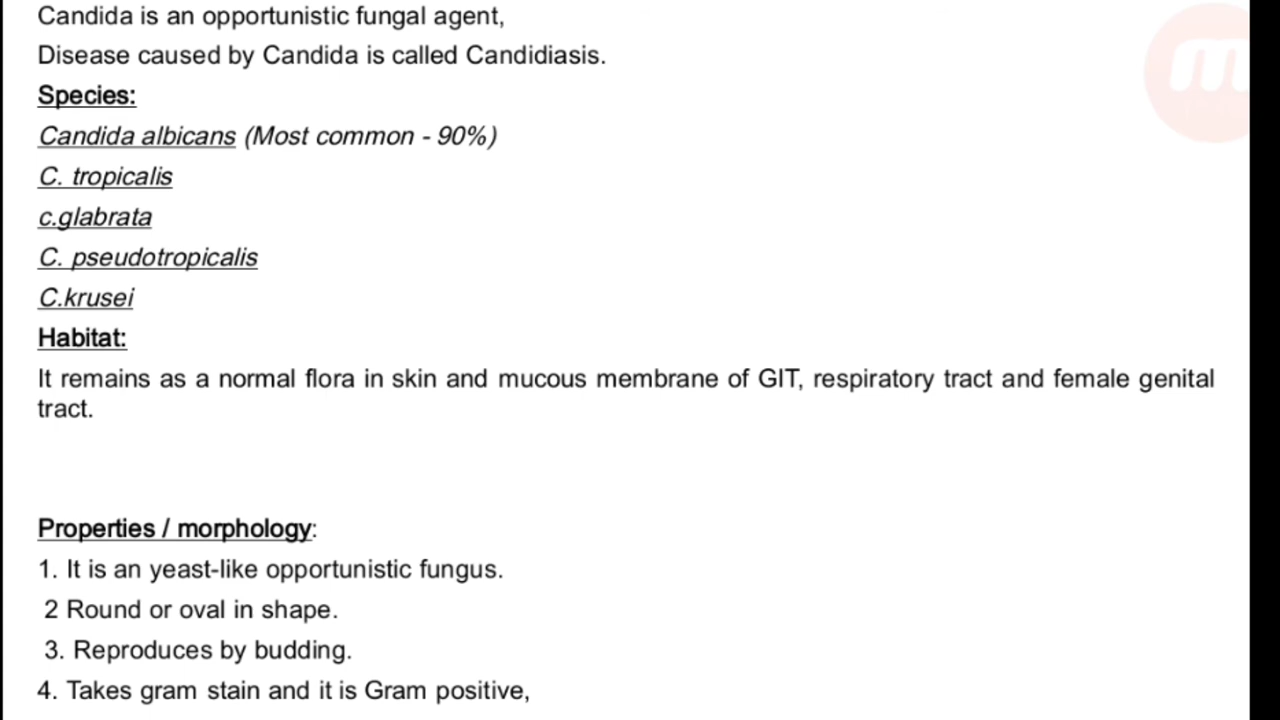 Candida is an opportunistic fungal agent,
Disease caused by Candida is called Candidiasis.
Species:
Candida albicans (Most common - 90%)
C. tropicalis
c.glabrata
C. pseudotropicalis
C.krusei
Habitat:
It remains as a normal flora in skin and mucous membrane of GIT, respiratory tract and female genital
tract.
Properties / morphology:
1. It is an yeast-like opportunistic fungus.
2 Round or oval in shape.
3. Reproduces by budding.
4. Takes gram stain and it is Gram positive,